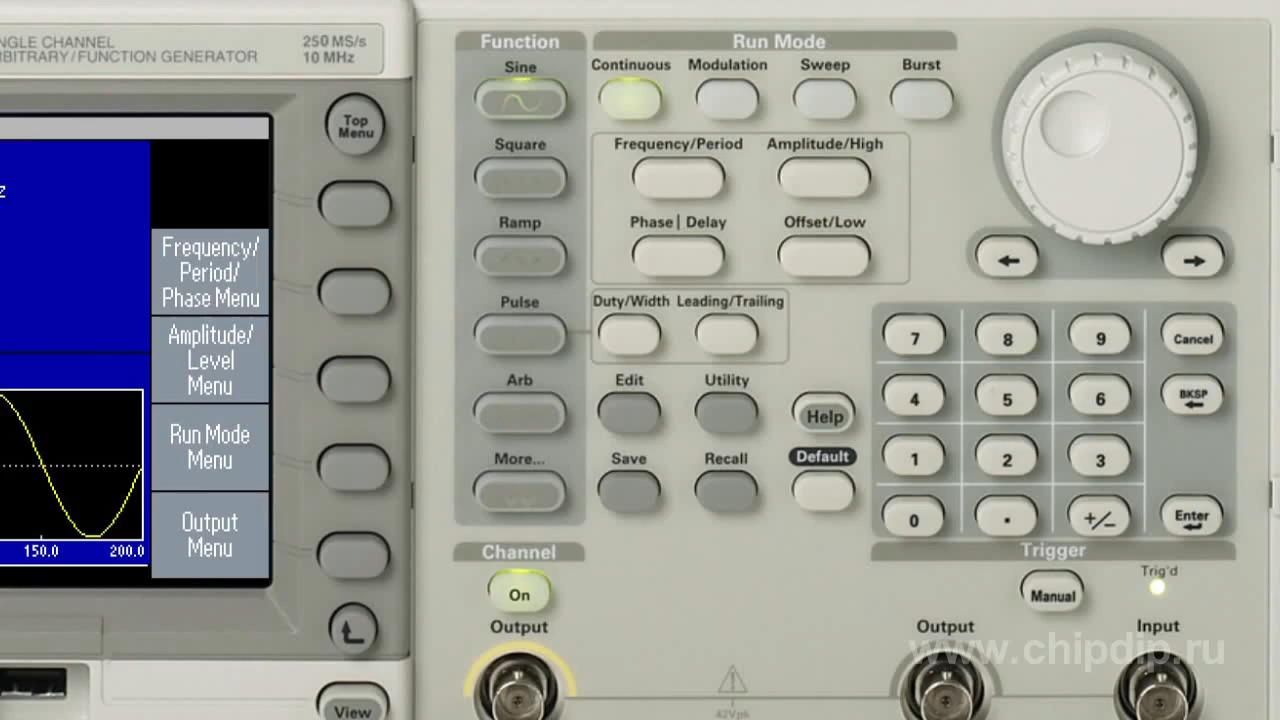 NGLE CHANNEL
RBITRARY/FUNCTION GENERATOR
250 MS/s
10 MHz
Top
Menu
z
Frequency/
Period/
Phase Menu
Amplitude/
Level
Menu
Run Mode
Menu
Output
Menu
150.0
200.0
View
Function
Sine
Square
Ramp
Pulse
Arb
More...
Run Mode
Continuous
Modulation
Sweep
Burst
Frequency/Period
Amplitude/High
Phase | Delay
Offset/Low
Duty/Width
Leading/Trailing
Edit
Utility
Help
Save
Recall
Default
7
8
9
Cancel
4
5
6
BKSP
1
2
3
0
.
+/−
Enter
Channel
On
Output
Trigger
Manual
Trig'd
Output
Input
42Vpk
www.chipdip.ru